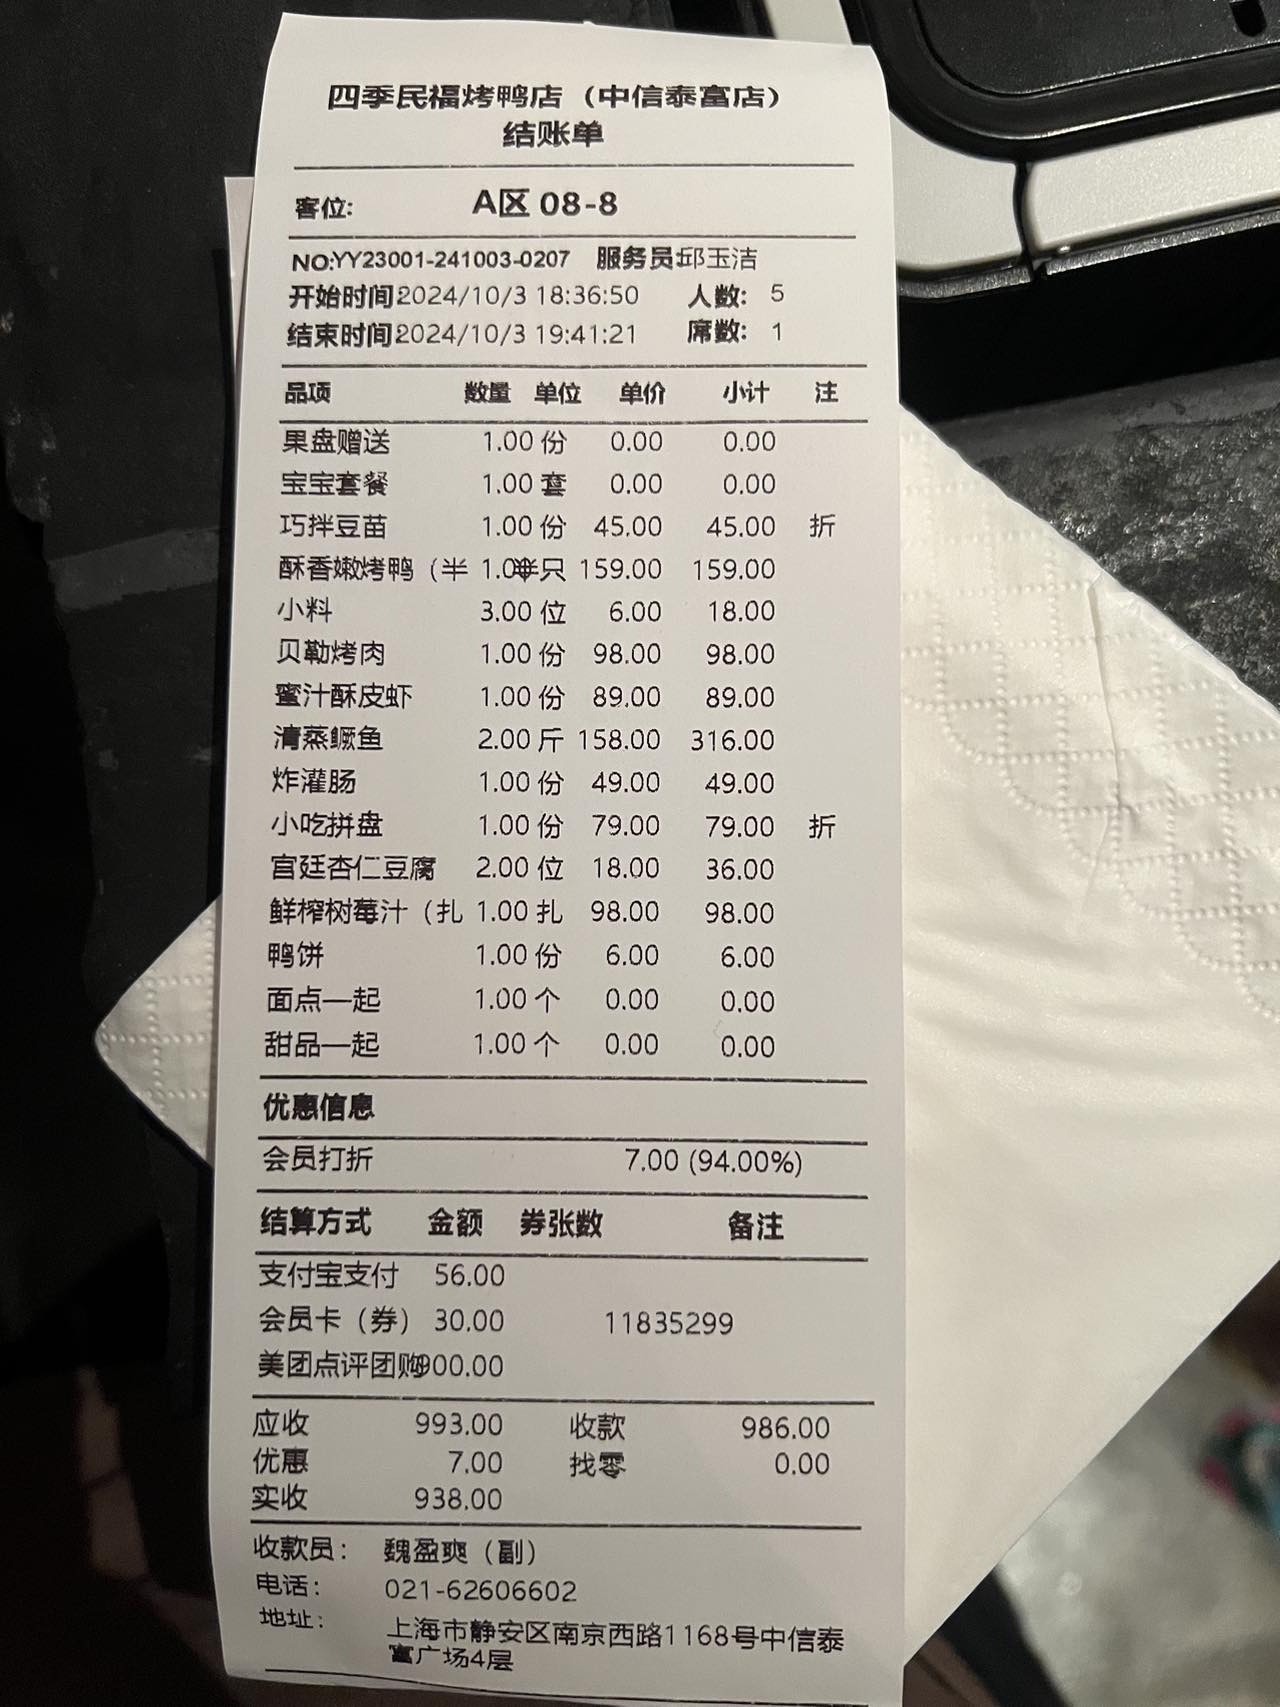 四季民福烤鸭店（中信泰富店）
结账单
客位: A区 08-8
NO:YY23001-241003-0207 服务员:邱玉洁
开始时间:2024/10/3 18:36:50 人数: 5
结束时间:2024/10/3 19:41:21 席数: 1
品项 数量 单位 单价 小计 注
果盘赠送 1.00 份 0.00 0.00
宝宝套餐 1.00 套 0.00 0.00
巧拌豆苗 1.00 份 45.00 45.00 折
酥香嫩烤鸭（半 1.00 半只 159.00 159.00
小料 3.00 位 6.00 18.00
贝勒烤肉 1.00 份 98.00 98.00
蜜汁酥皮虾 1.00 份 89.00 89.00
清蒸鳜鱼 2.00 斤 158.00 316.00
炸灌肠 1.00 份 49.00 49.00
小吃拼盘 1.00 份 79.00 79.00 折
宫廷杏仁豆腐 2.00 位 18.00 36.00
鲜榨树莓汁（扎 1.00 扎 98.00 98.00
鸭饼 1.00 份 6.00 6.00
面点一起 1.00 个 0.00 0.00
甜品一起 1.00 个 0.00 0.00
优惠信息
会员打折 7.00 (94.00%)
结算方式 金额 券张数 备注
支付宝支付 56.00
会员卡（券） 30.00 11835299
美团点评团购 900.00
应收 993.00 收款 986.00
优惠 7.00 找零 0.00
实收 938.00
收款员: 魏盈爽（副）
电话: 021-62606602
地址: 上海市静安区南京西路1168号中信泰
富广场4层